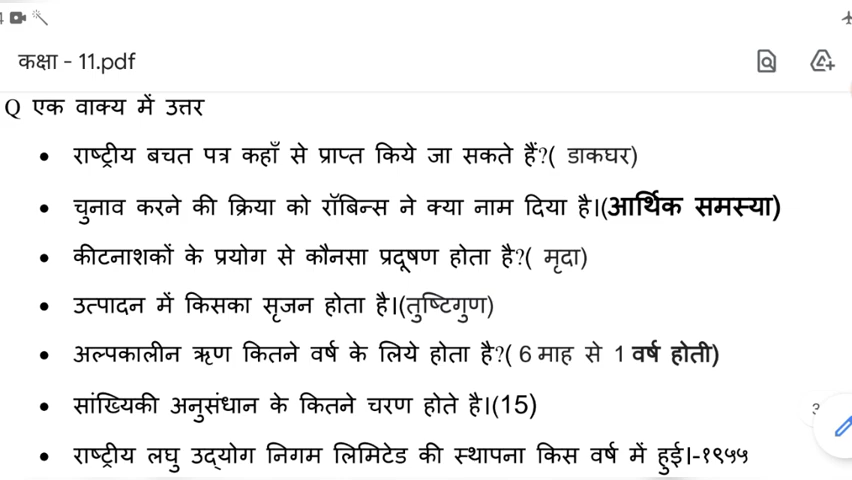 कक्षा - 11.pdf
Q एक वाक्य में उत्तर
• राष्ट्रीय बचत पत्र कहाँ से प्राप्त किये जा सकते हैं?( डाकघर)
• चुनाव करने की क्रिया को रॉबिन्स ने क्या नाम दिया है।(आर्थिक समस्या)
• कीटनाशकों के प्रयोग से कौनसा प्रदूषण होता है?( मृदा)
• उत्पादन में किसका सृजन होता है।(तुष्टिगुण)
• अल्पकालीन ऋण कितने वर्ष के लिये होता है?( 6 माह से 1 वर्ष होती)
• सांख्यिकी अनुसंधान के कितने चरण होते है।(15)
• राष्ट्रीय लघु उद्योग निगम लिमिटेड की स्थापना किस वर्ष में हुई।-१९५५